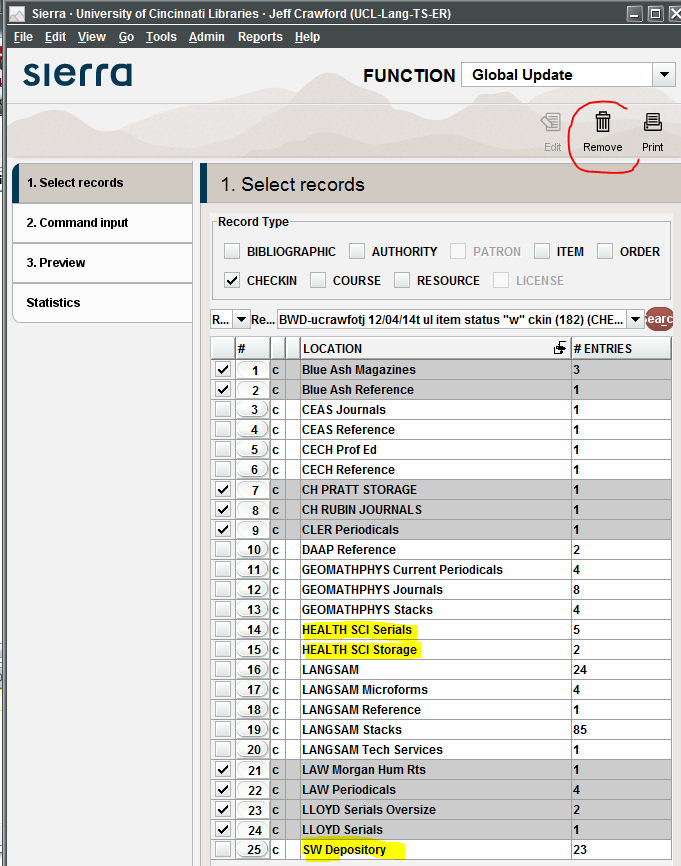 Sierra · University of Cincinnati Libraries · Jeff Crawford (UCL-Lang-TS-ER)
File Edit View Go Tools Admin Reports Help
sierra FUNCTION Global Update
Edit Remove Print
1. Select records
2. Command input
3. Preview
Statistics
1. Select records
Record Type
BIBLIOGRAPHIC AUTHORITY PATRON ITEM ORDER
CHECKIN COURSE RESOURCE LICENSE
R... Re... BWD-ucrawfotj 12/04/14t ul item status "w" ckin (182) (CHE... Searc
# LOCATION # ENTRIES
1 c Blue Ash Magazines 3
2 c Blue Ash Reference 1
3 c CEAS Journals 1
4 c CEAS Reference 1
5 c CECH Prof Ed 1
6 c CECH Reference 1
7 c CH PRATT STORAGE 1
8 c CH RUBIN JOURNALS 1
9 c CLER Periodicals 1
10 c DAAP Reference 2
11 c GEOMATHPHYS Current Periodicals 4
12 c GEOMATHPHYS Journals 8
13 c GEOMATHPHYS Stacks 4
14 c HEALTH SCI Serials 5
15 c HEALTH SCI Storage 2
16 c LANGSAM 24
17 c LANGSAM Microforms 4
18 c LANGSAM Reference 1
19 c LANGSAM Stacks 85
20 c LANGSAM Tech Services 1
21 c LAW Morgan Hum Rts 1
22 c LAW Periodicals 4
23 c LLOYD Serials Oversize 2
24 c LLOYD Serials 1
25 c SW Depository 23